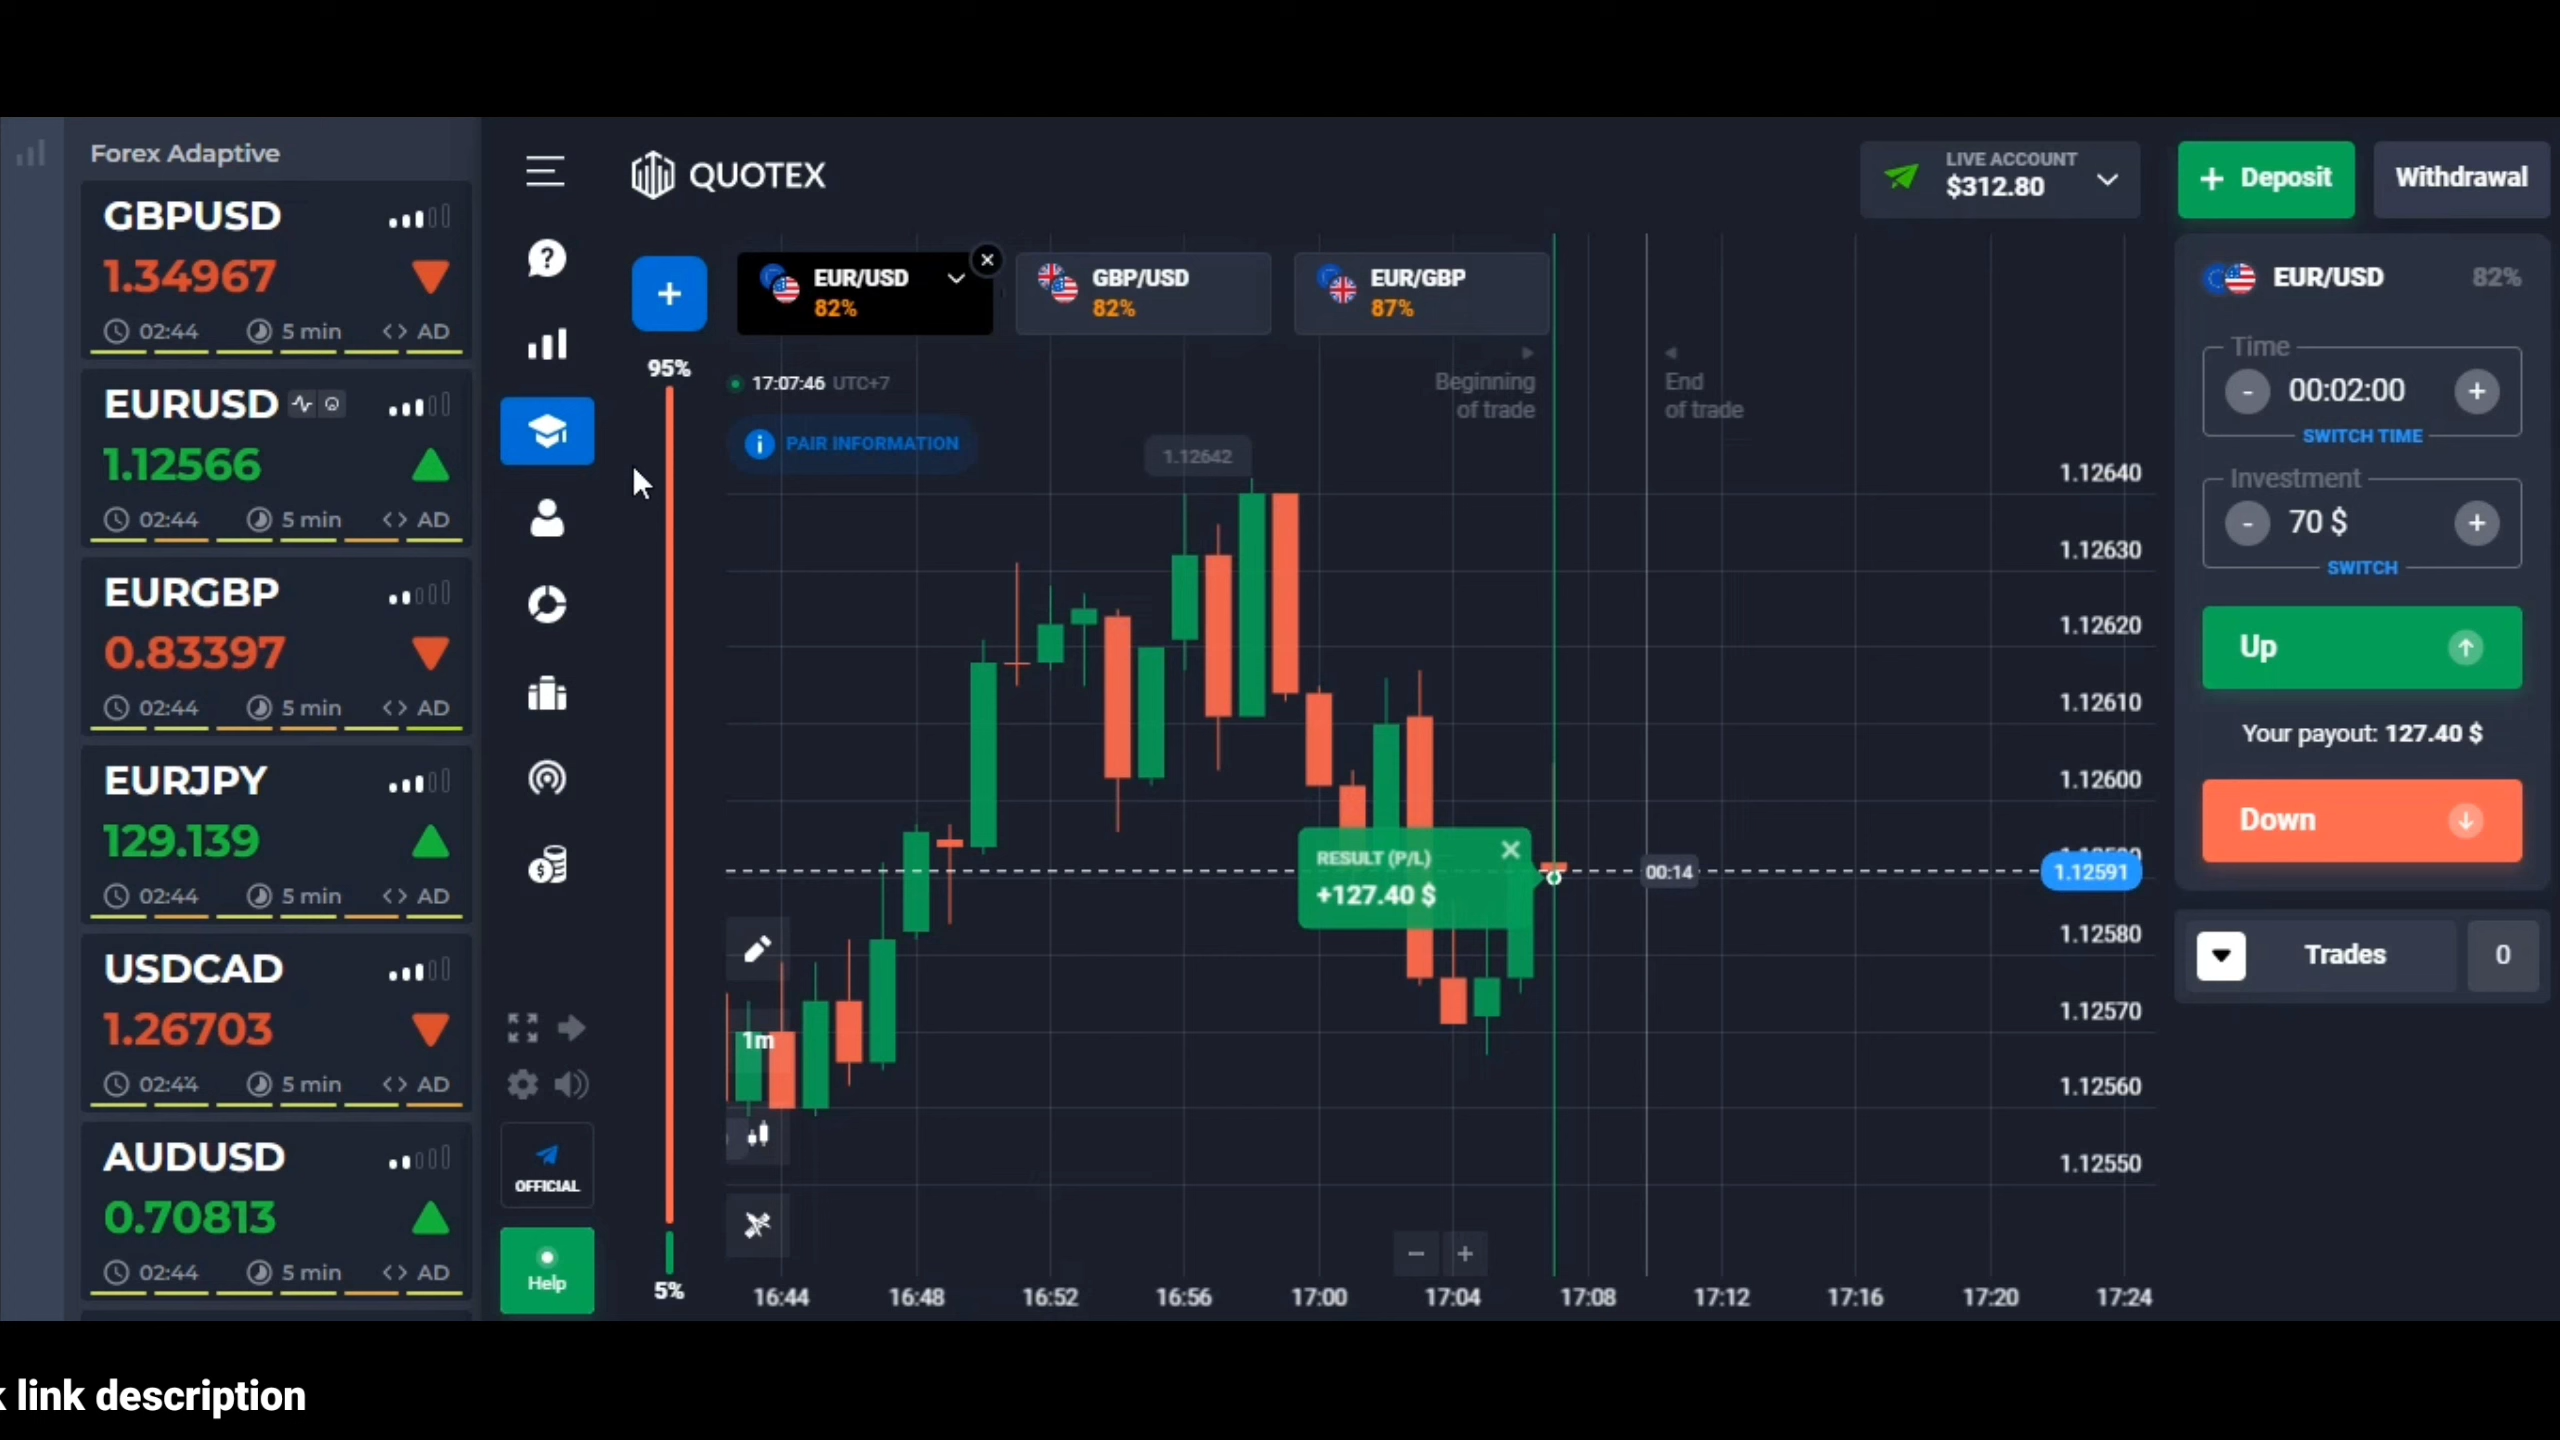 Forex Adaptive
GBPUSD
1.34967
02:44 5 min <> AD
EURUSD
1.12566
02:44 5 min <> AD
EURGBP
0.83397
02:44 5 min <> AD
EURJPY
129.139
02:44 5 min <> AD
USDCAD
1.26703
02:44 5 min <> AD
AUDUSD
0.70813
02:44 5 min <> AD
OFFICIAL
Help
QUOTEX
LIVE ACCOUNT
$312.80
+ Deposit
Withdrawal
EUR/USD
82%
GBP/USD
82%
EUR/GBP
87%
95%
5%
17:07:46 UTC+7
PAIR INFORMATION
Beginning
of trade
End
of trade
1.12642
1.12640
1.12630
1.12620
1.12610
1.12600
1.12591
1.12580
1.12570
1.12560
1.12550
RESULT (P/L)
+127.40 $
00:14
1m
16:44 16:48 16:52 16:56 17:00 17:04 17:08 17:12 17:16 17:20 17:24
EUR/USD 82%
Time
- 00:02:00 +
SWITCH TIME
Investment
- 70 $ +
SWITCH
Up
Your payout: 127.40 $
Down
Trades 0
link description